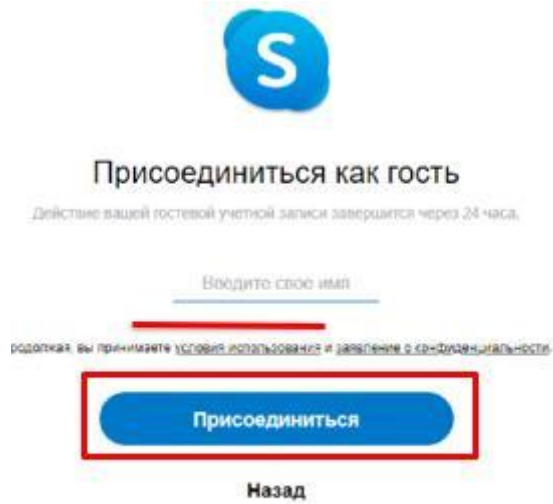 S
Присоединиться как гость
Действие вашей гостевой учетной записи завершится через 24 часа.
Введите свое имя
родолжая, вы принимаете условия использования и заявление о конфиденциальности.
Присоединиться
Назад